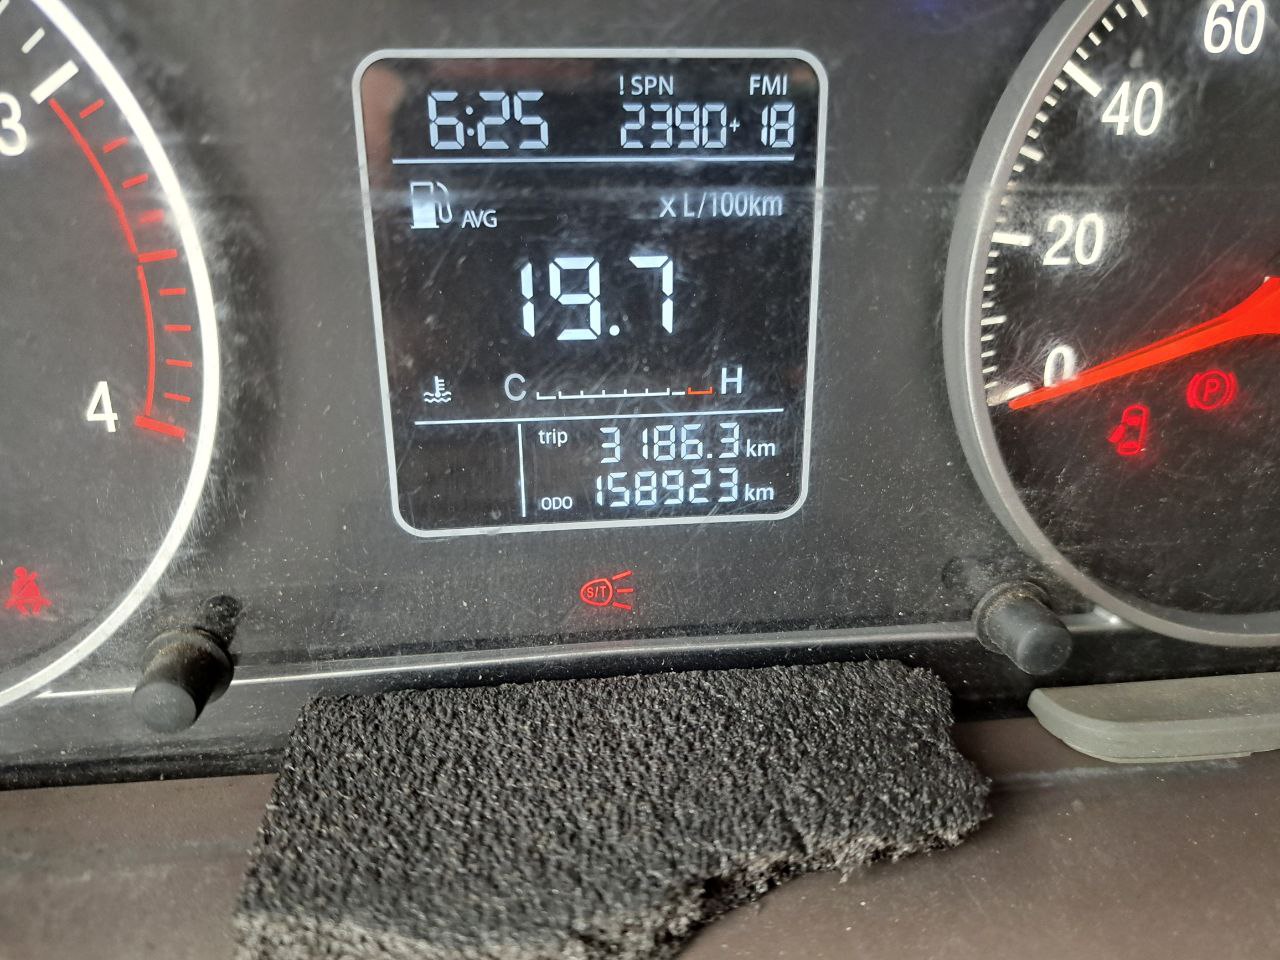 ! SPN FMI
6:25 2390+ 18
AVG x L/100km
19.7
C H
trip 3186.3 km
ODO 158923 km
3
4
60
40
20
0
P
S/T